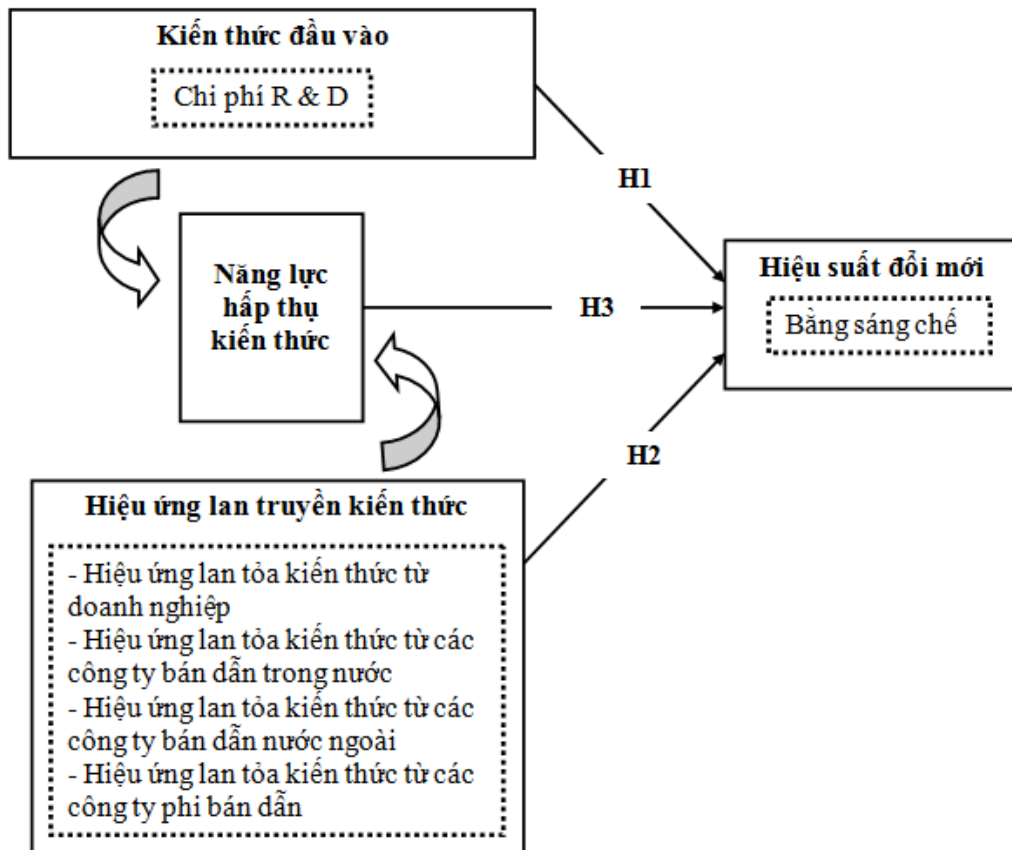 Kiến thức đầu vào
Chi phí R & D
H1
Năng lực
hấp thụ
kiến thức
H3
Hiệu suất đổi mới
Bằng sáng chế
H2
Hiệu ứng lan truyền kiến thức
- Hiệu ứng lan tỏa kiến thức từ
doanh nghiệp
- Hiệu ứng lan tỏa kiến thức từ các
công ty bán dẫn trong nước
- Hiệu ứng lan tỏa kiến thức từ các
công ty bán dẫn nước ngoài
- Hiệu ứng lan tỏa kiến thức từ các
công ty phi bán dẫn